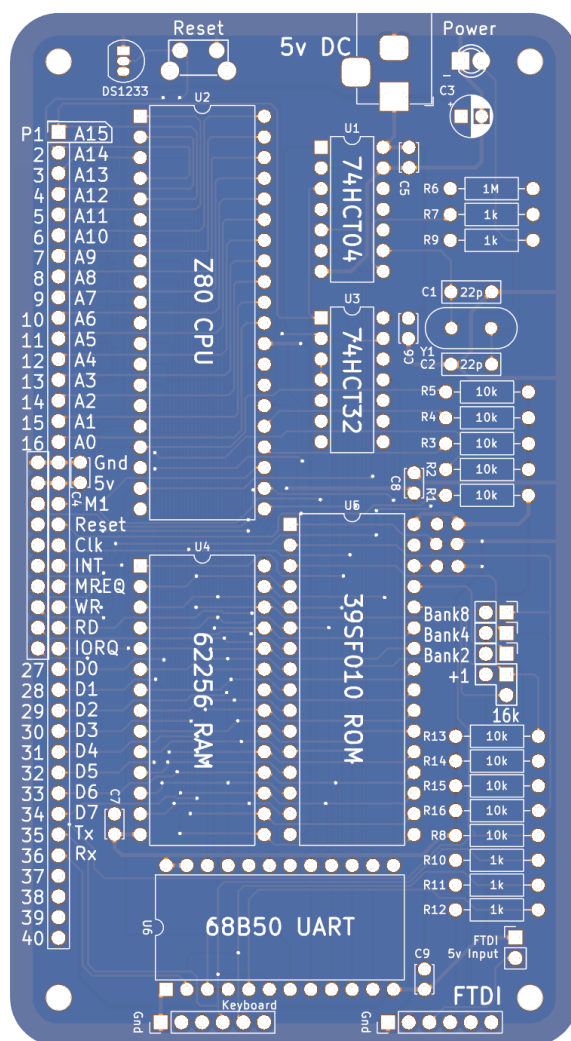 Reset
5v DC
Power
DS1233
U2
C3
+
P1 A15
2 A14
3 A13
4 A12
5 A11
6 A10
7 A9
8 A8
9 A7
10 A6
11 A5
12 A4
13 A3
14 A2
15 A1
16 A0
Gnd
5v
C4
M1
Reset
Clk
INT
MREQ
WR
RD
IORQ
27 D0
28 D1
29 D2
30 D3
31 D4
32 D5
33 D6
34 D7
35 Tx
36 Rx
37
38
39
40
Z80 CPU
U1
74HCT04
C5
R6 1M
R7 1k
R9 1k
C1 22p
Y1
C2 22p
U3
74HCT32
C6
R5 10k
R4 10k
R3 10k
R2 10k
R1 10k
C8
U4
62256 RAM
U5
39SF010 ROM
Bank8
Bank4
Bank2
+1
16k
C7
R13 10k
R14 10k
R15 10k
R16 10k
R8 10k
R10 1k
R11 1k
R12 1k
U6
68B50 UART
C9
FTDI
5v Input
Gnd
Keyboard
Gnd
FTDI